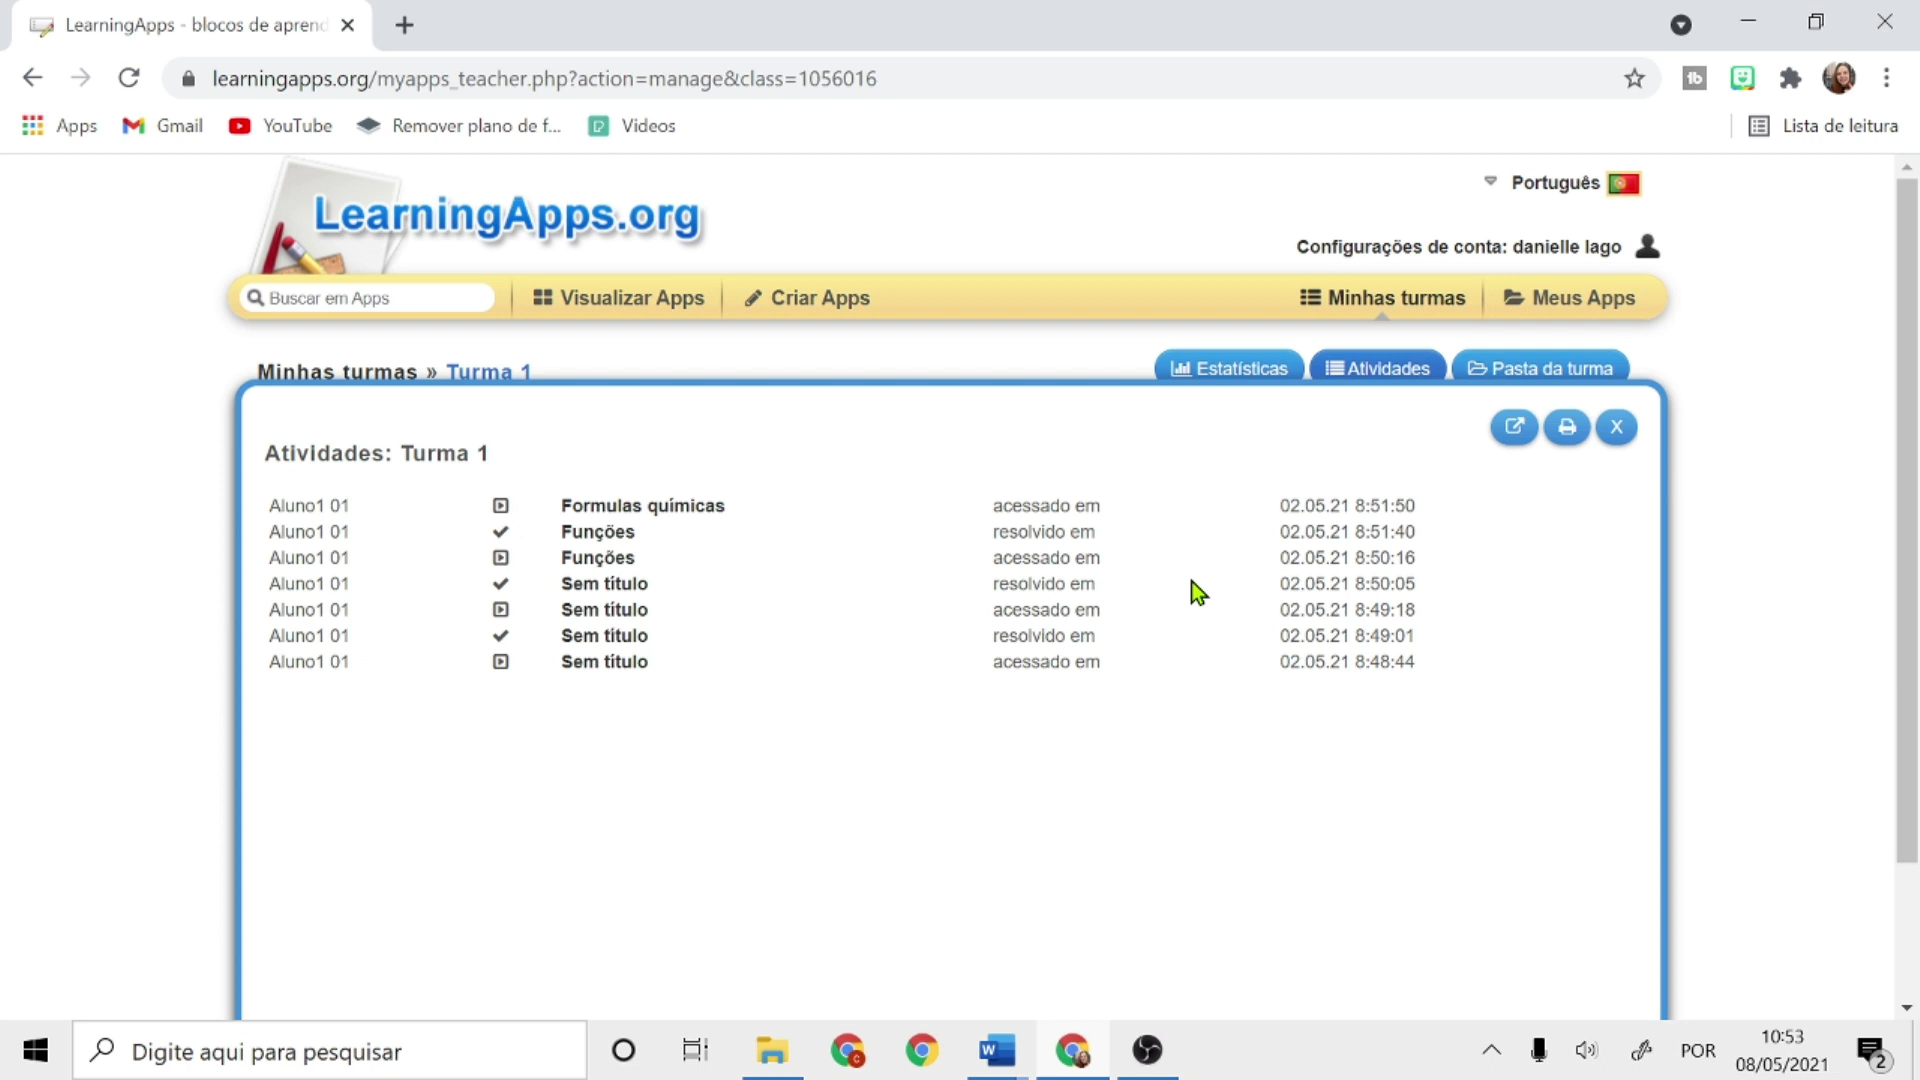 LearningApps - blocos de aprend
learningapps.org/myapps_teacher.php?action=manage&class=1056016
Apps Gmail YouTube Remover plano de f... Videos Lista de leitura
LearningApps.org
Português
Configurações de conta: danielle lago
Buscar em Apps Visualizar Apps Criar Apps Minhas turmas Meus Apps
Minhas turmas » Turma 1 Estatísticas Atividades Pasta da turma
X
Atividades: Turma 1
Aluno1 01 Formulas químicas acessado em 02.05.21 8:51:50
Aluno1 01 Funções resolvido em 02.05.21 8:51:40
Aluno1 01 Funções acessado em 02.05.21 8:50:16
Aluno1 01 Sem título resolvido em 02.05.21 8:50:05
Aluno1 01 Sem título acessado em 02.05.21 8:49:18
Aluno1 01 Sem título resolvido em 02.05.21 8:49:01
Aluno1 01 Sem título acessado em 02.05.21 8:48:44
Digite aqui para pesquisar POR 10:53
08/05/2021 2